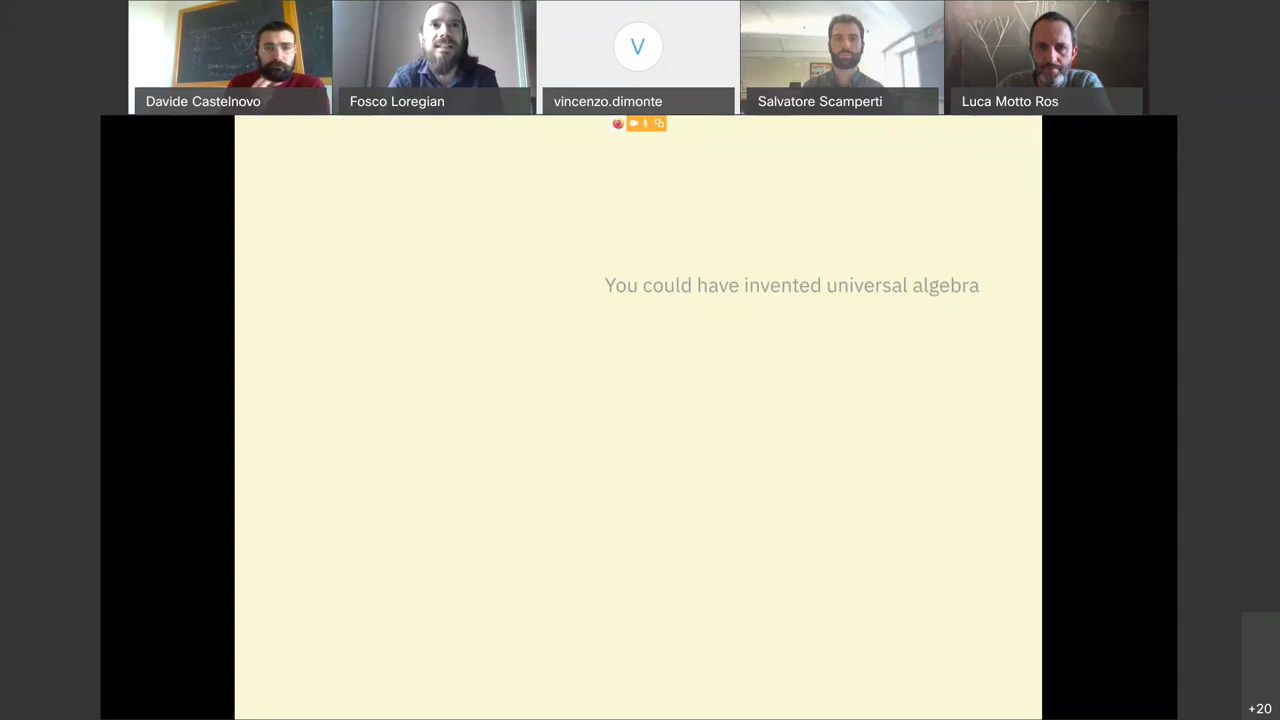 Davide Castelnovo
Fosco Loregian
V
vincenzo.dimonte
Salvatore Scamperti
Luca Motto Ros
You could have invented universal algebra
+20